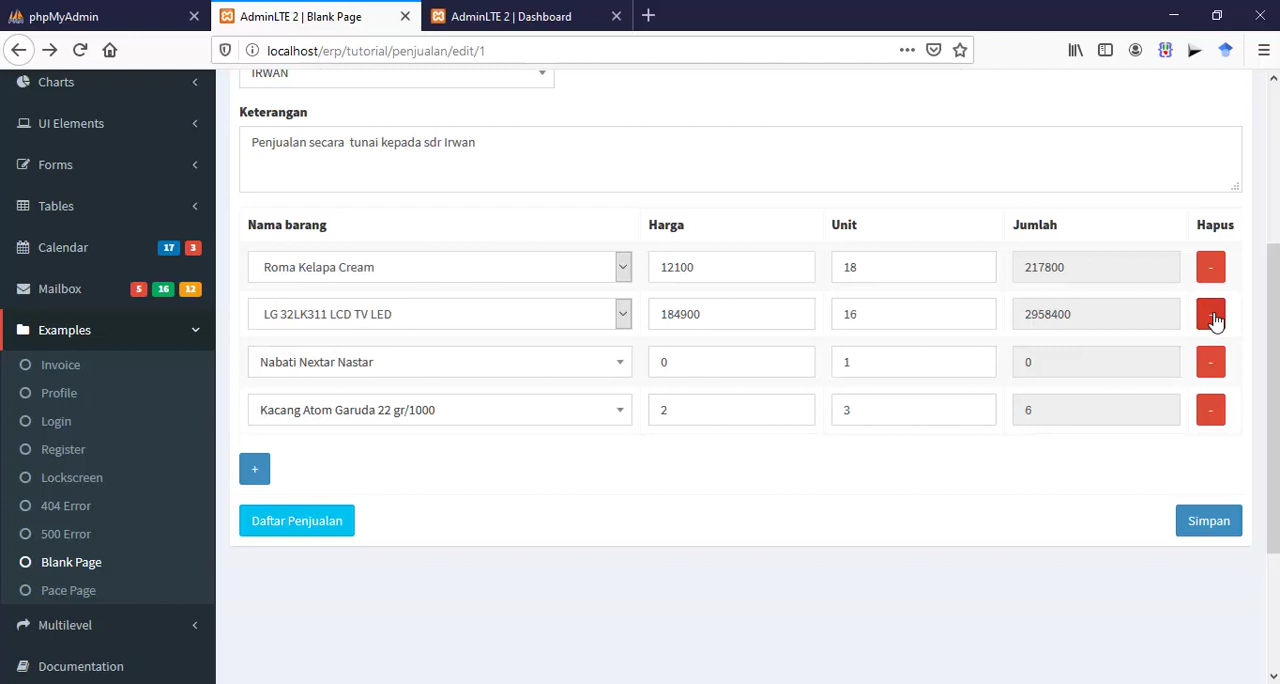 phpMyAdmin
AdminLTE 2 | Blank Page
AdminLTE 2 | Dashboard
localhost/erp/tutorial/penjualan/edit/1
Charts
UI Elements
Forms
Tables
Calendar 17 3
Mailbox 5 16 12
Examples
Invoice
Profile
Login
Register
Lockscreen
404 Error
500 Error
Blank Page
Pace Page
Multilevel
Documentation
IRWAN
Keterangan
Penjualan secara tunai kepada sdr Irwan
Nama barang Harga Unit Jumlah Hapus
Roma Kelapa Cream 12100 18 217800 -
LG 32LK311 LCD TV LED 184900 16 2958400 -
Nabati Nextar Nastar 0 1 0 -
Kacang Atom Garuda 22 gr/1000 2 3 6 -
+
Daftar Penjualan Simpan